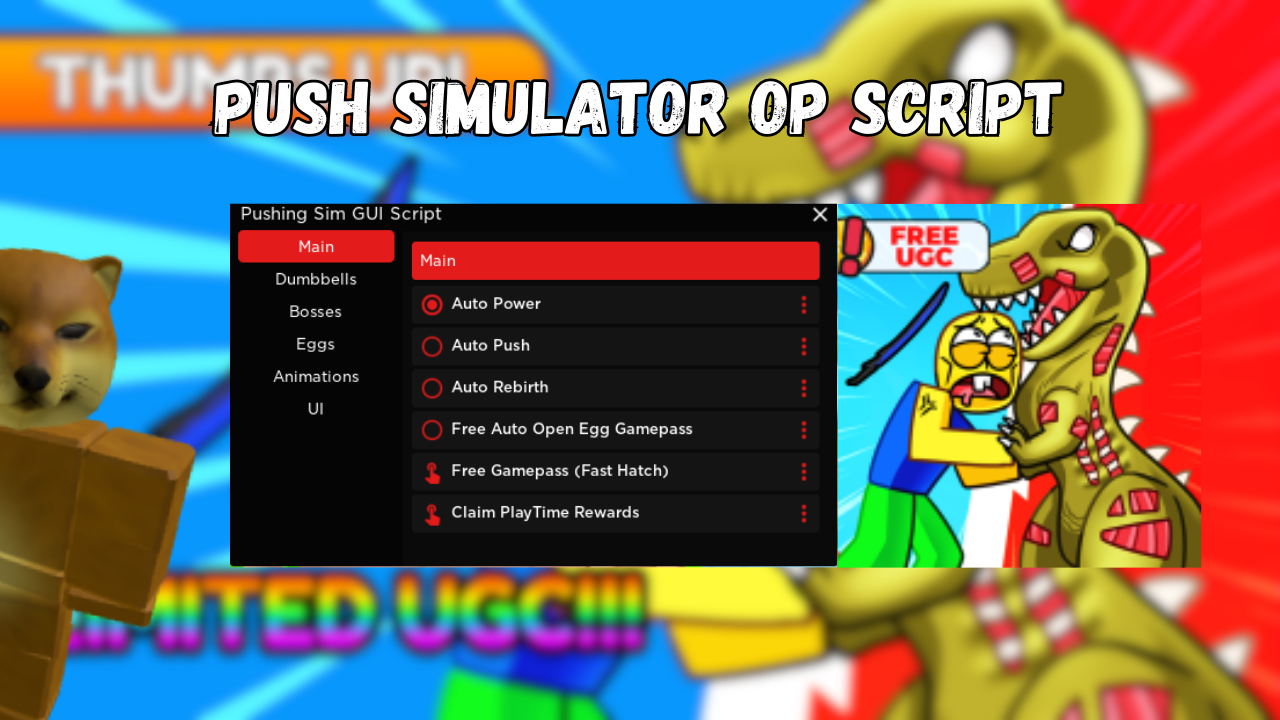 THUMBS UP!
PUSH SIMULATOR OP SCRIPT
Pushing Sim GUI Script
Main
Dumbbells
Bosses
Eggs
Animations
UI
Main
Auto Power
Auto Push
Auto Rebirth
Free Auto Open Egg Gamepass
Free Gamepass (Fast Hatch)
Claim PlayTime Rewards
FREE
UGC
LIMITED UGC!!!!